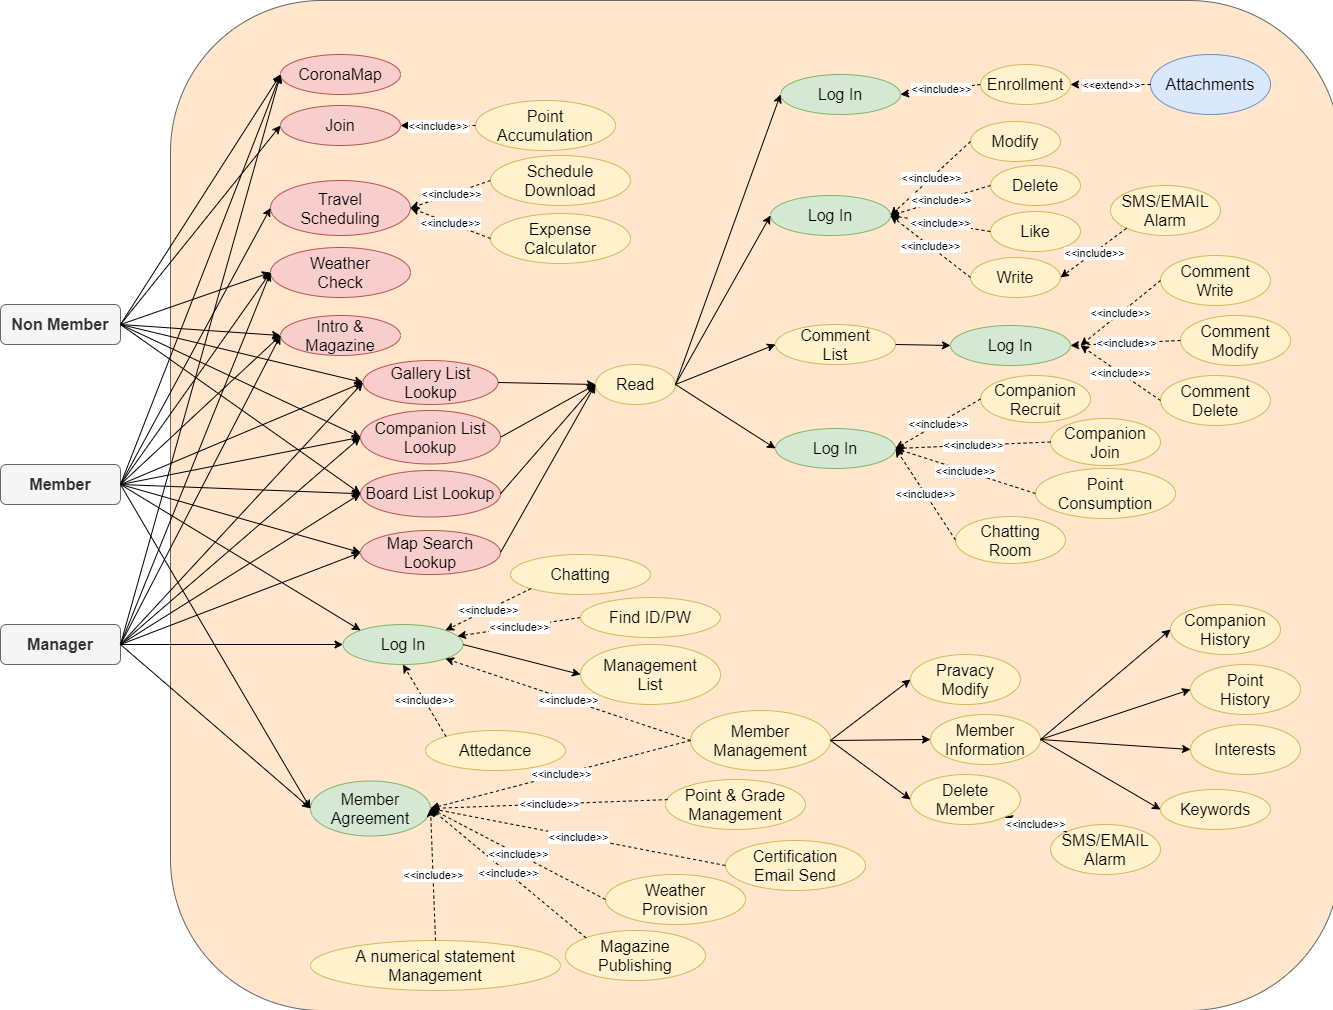 CoronaMap
Join
<<include>>
Point
Accumulation
Travel
Scheduling
<<include>>
Schedule
Download
<<include>>
Expense
Calculator
Weather
Check
Intro &
Magazine
Non Member
Member
Manager
Gallery List
Lookup
Companion List
Lookup
Board List Lookup
Map Search
Lookup
Read
Log In
<<include>>
Enrollment
<<extend>>
Attachments
Log In
<<include>>
Modify
<<include>>
Delete
<<include>>
Like
<<include>>
Write
<<include>>
SMS/EMAIL
Alarm
Comment
List
Log In
<<include>>
Comment
Write
<<include>>
Comment
Modify
<<include>>
Comment
Delete
Log In
<<include>>
Companion
Recruit
<<include>>
Companion
Join
<<include>>
Point
Consumption
<<include>>
Chatting
Room
Log In
<<include>>
Chatting
<<include>>
Find ID/PW
Management
List
<<include>>
Attedance
<<include>>
Member
Management
<<include>>
Pravacy
Modify
Member
Information
Delete
Member
<<include>>
SMS/EMAIL
Alarm
Companion
History
Point
History
Interests
Keywords
Member
Agreement
<<include>>
Point & Grade
Management
<<include>>
Certification
Email Send
<<include>>
Weather
Provision
<<include>>
Magazine
Publishing
<<include>>
A numerical statement
Management